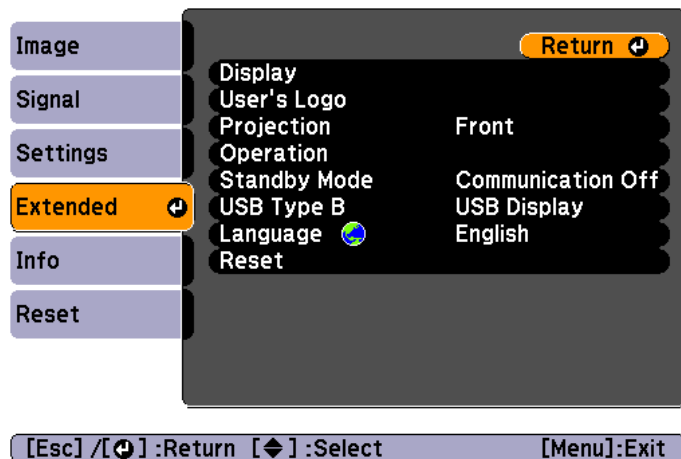 Image
Signal
Settings
Extended
Info
Reset
Return
Display
User's Logo
Projection Front
Operation
Standby Mode Communication Off
USB Type B USB Display
Language English
Reset
[Esc] /[ ] :Return [ ] :Select [Menu]:Exit